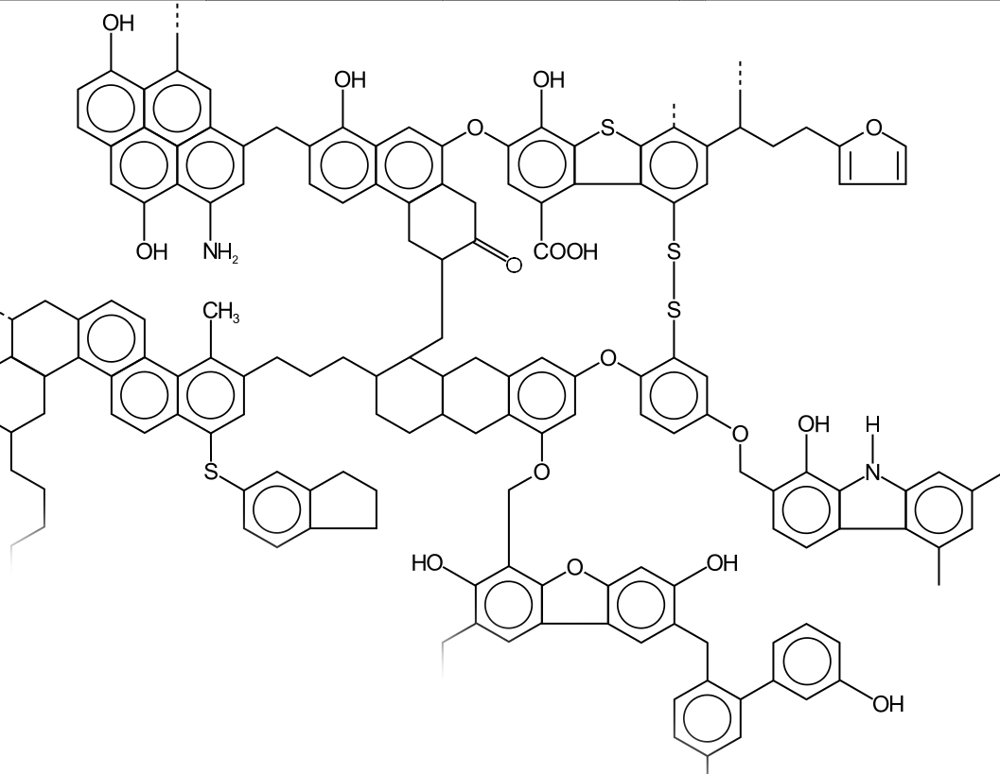 OH
OH OH
O S O
OH NH₂ COOH S
O
CH₃ S
O
OH H
O
S O N
HO O OH
OH